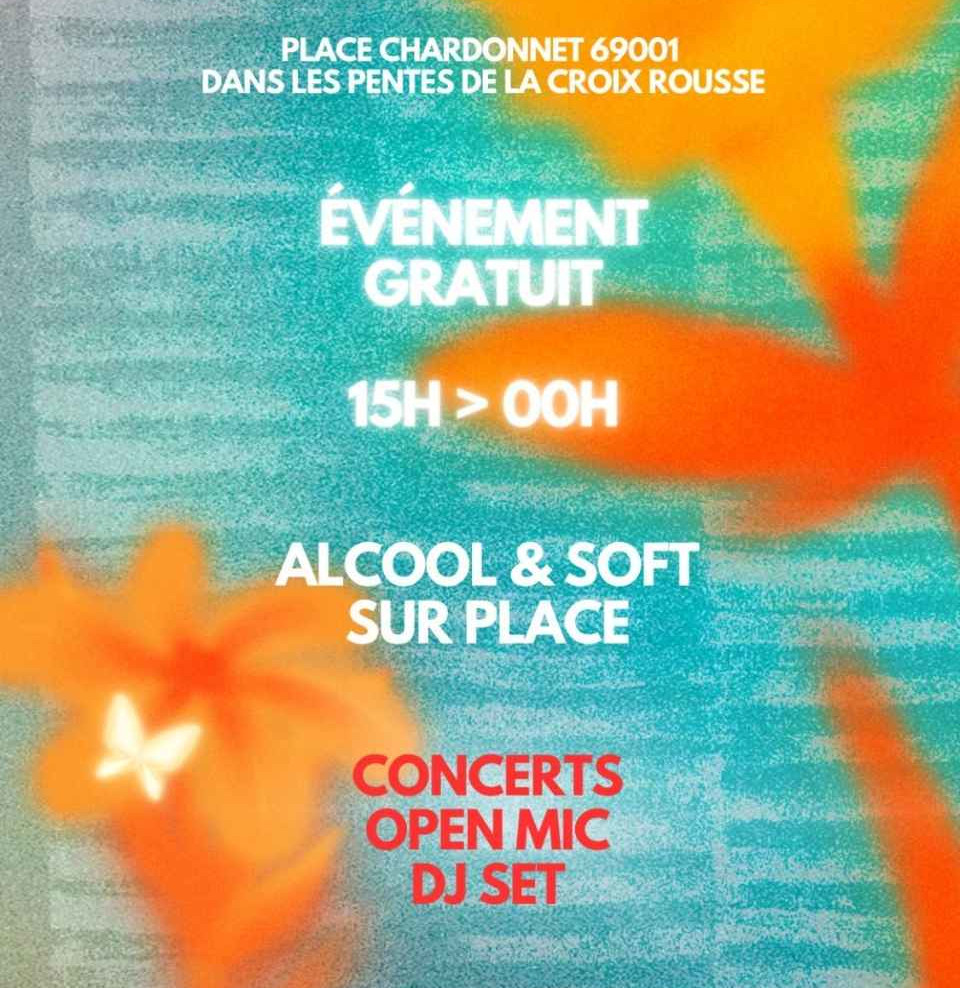 PLACE CHARDONNET 69001
DANS LES PENTES DE LA CROIX ROUSSE
ÉVÉNEMENT
GRATUIT
15H > 00H
ALCOOL & SOFT
SUR PLACE
CONCERTS
OPEN MIC
DJ SET